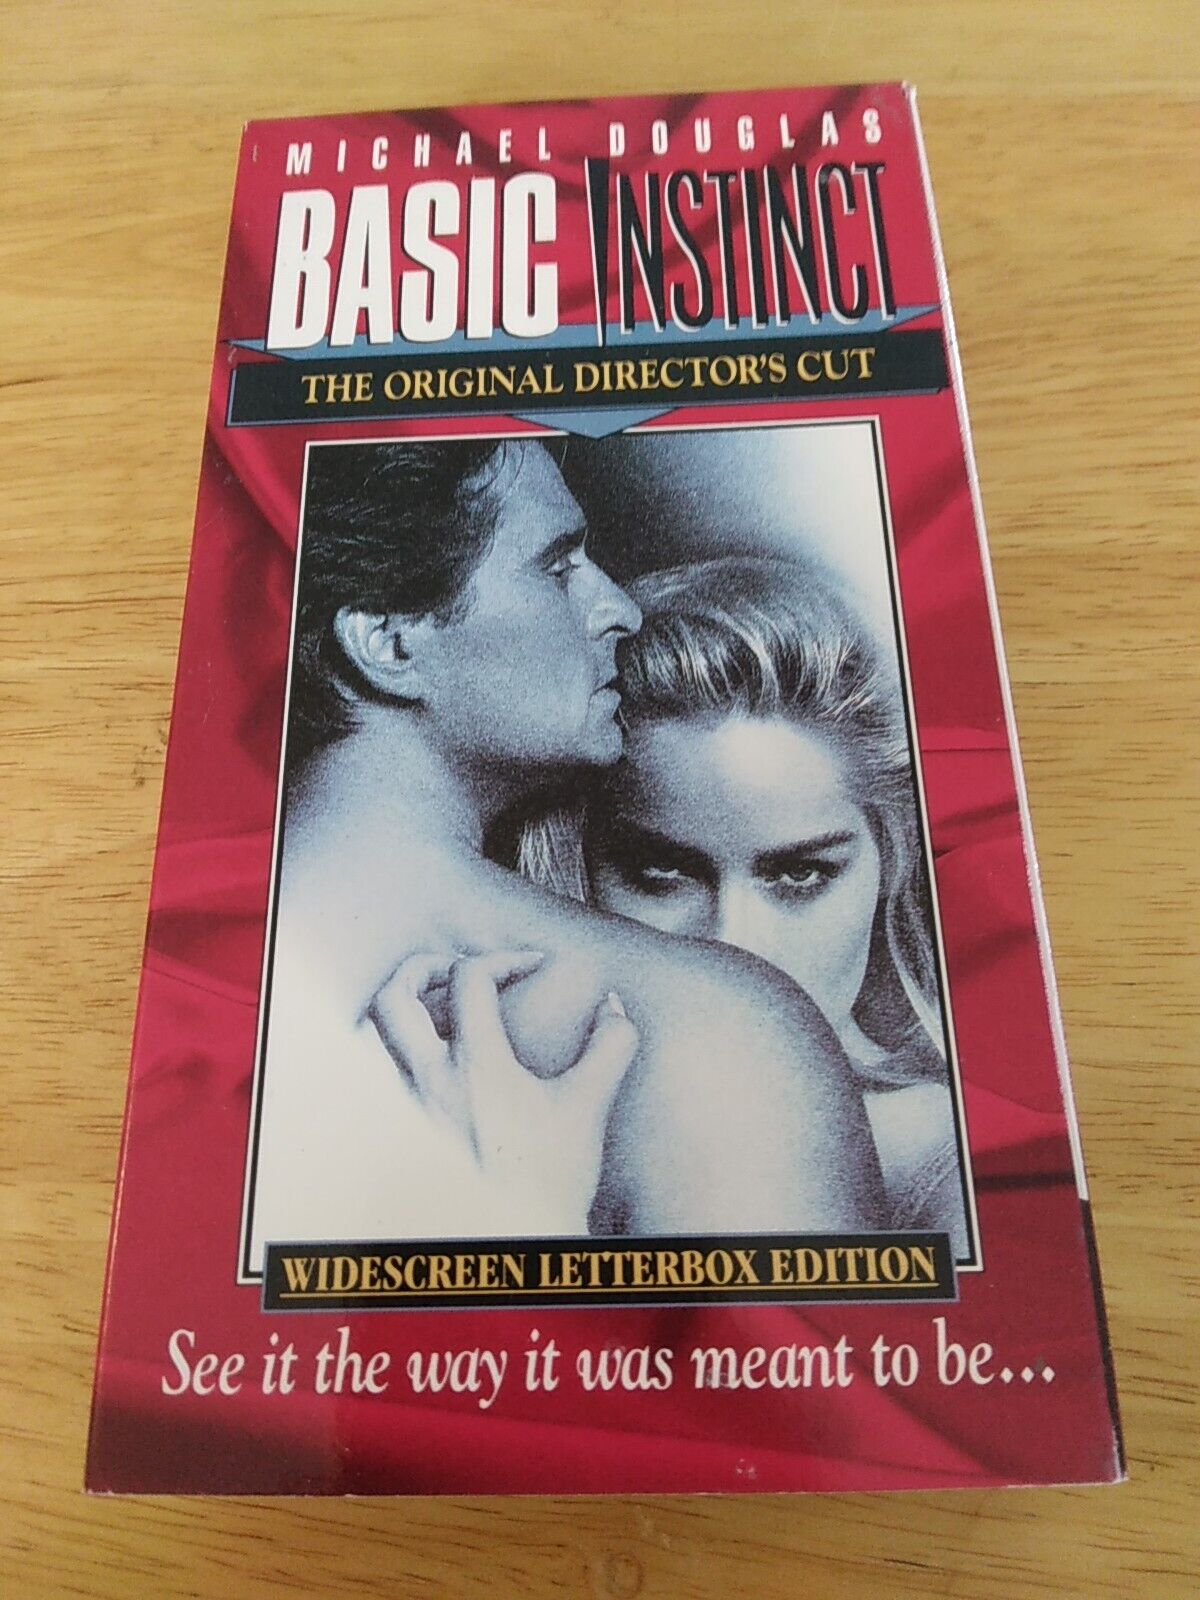 MICHAEL DOUGLAS
BASIC INSTINCT
THE ORIGINAL DIRECTOR'S CUT
WIDESCREEN LETTERBOX EDITION
See it the way it was meant to be...